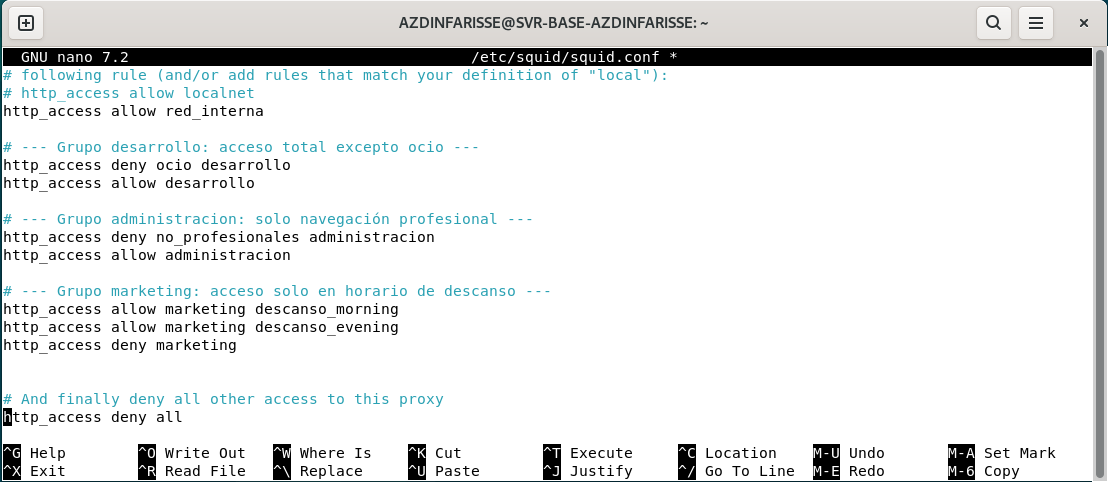 AZDINFARISSE@SVR-BASE-AZDINFARISSE: ~
GNU nano 7.2 /etc/squid/squid.conf *
# following rule (and/or add rules that match your definition of "local"):
# http_access allow localnet
http_access allow red_interna
# --- Grupo desarrollo: acceso total excepto ocio ---
http_access deny ocio desarrollo
http_access allow desarrollo
# --- Grupo administracion: solo navegación profesional ---
http_access deny no_profesionales administracion
http_access allow administracion
# --- Grupo marketing: acceso solo en horario de descanso ---
http_access allow marketing descanso_morning
http_access allow marketing descanso_evening
http_access deny marketing
# And finally deny all other access to this proxy
http_access deny all
^G Help ^O Write Out ^W Where Is ^K Cut ^T Execute ^C Location M-U Undo M-A Set Mark
^X Exit ^R Read File ^\ Replace ^U Paste ^J Justify ^/ Go To Line M-E Redo M-6 Copy